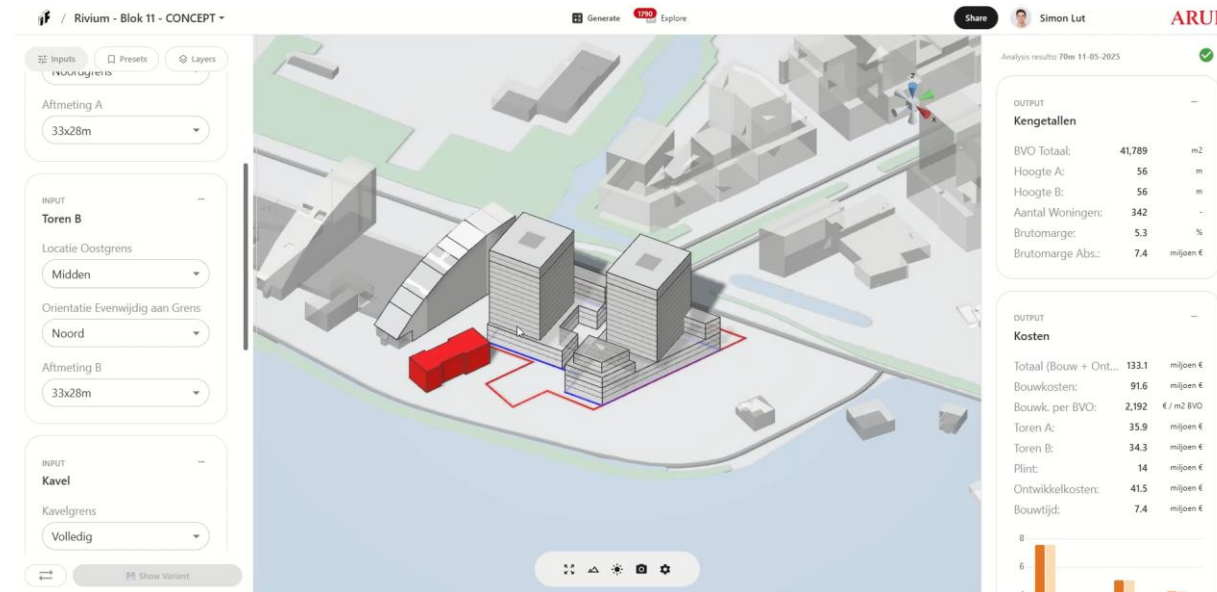 / Rivium - Blok 11 - CONCEPT
Generate
1790
Explore
Share
Simon Lut
ARUP
Inputs
Presets
Layers
Noordgrens
Aftmeting A
33x28m
INPUT
Toren B
Locatie Oostgrens
Midden
Orientatie Evenwijdig aan Grens
Noord
Aftmeting B
33x28m
INPUT
Kavel
Kavelgrens
Volledig
Show Variant
z
x
Analysis results: 70m 11-05-2025
OUTPUT
Kengetallen
BVO Totaal: 41,789 m2
Hoogte A: 56 m
Hoogte B: 56 m
Aantal Woningen: 342 -
Brutomarge: 5.3 %
Brutomarge Abs.: 7.4 miljoen €
OUTPUT
Kosten
Totaal (Bouw + Ont... 133.1 miljoen €
Bouwkosten: 91.6 miljoen €
Bouwk. per BVO: 2,192 € / m2 BVO
Toren A: 35.9 miljoen €
Toren B: 34.3 miljoen €
Plint: 14 miljoen €
Ontwikkelkosten: 41.5 miljoen €
Bouwtijd: 7.4 miljoen €
8
6